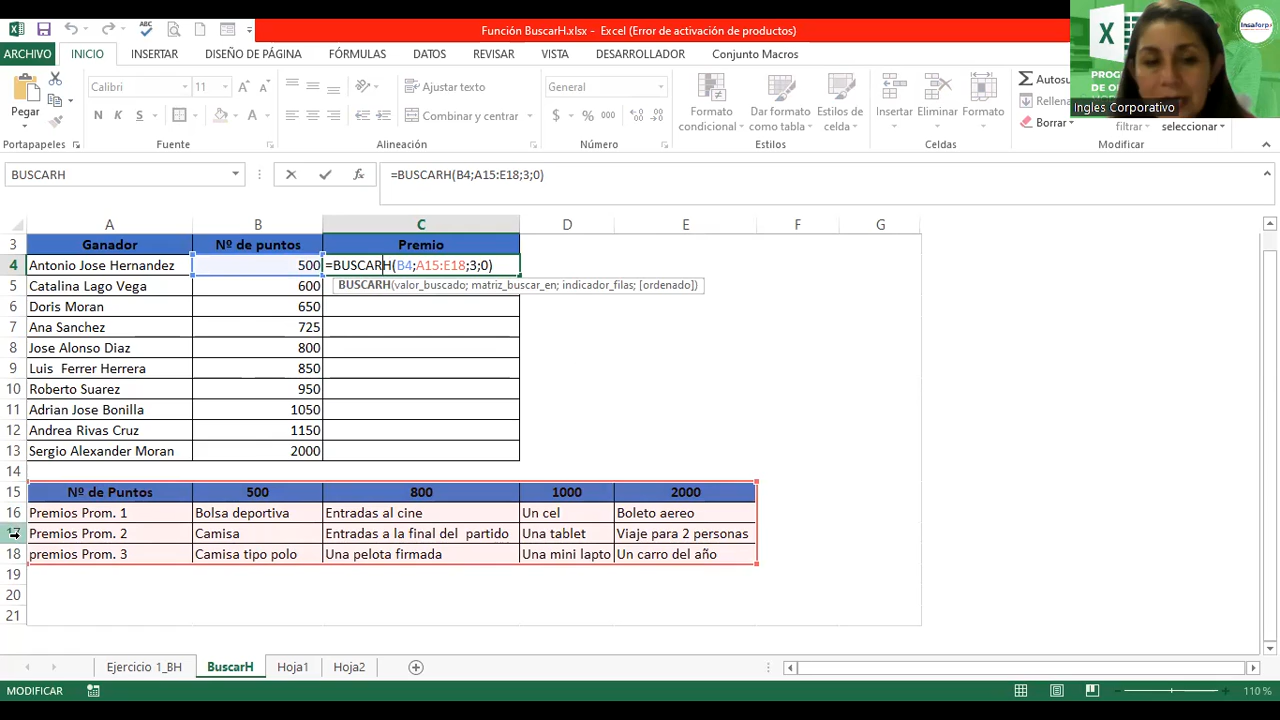 Función BuscarH.xlsx - Excel (Error de activación de productos)
ARCHIVO INICIO INSERTAR DISEÑO DE PÁGINA FÓRMULAS DATOS REVISAR VISTA DESARROLLADOR Conjunto Macros
Insaforp
Ingles Corporativo
Pegar
Calibri 11
N K S
Ajustar texto
Combinar y centrar
General
$ % 000
Formato condicional
Dar formato como tabla
Estilos de celda
Insertar Eliminar Formato
Autosu
Rellena
Borrar
filtrar
seleccionar
Portapapeles Fuente Alineación Número Estilos Celdas Modificar
BUSCARH fx =BUSCARH(B4;A15:E18;3;0)
A B C D E F G
3 Ganador Nº de puntos Premio
4 Antonio Jose Hernandez 500 =BUSCARH(B4;A15:E18;3;0)
BUSCARH(valor_buscado; matriz_buscar_en; indicador_filas; [ordenado])
5 Catalina Lago Vega 600
6 Doris Moran 650
7 Ana Sanchez 725
8 Jose Alonso Diaz 800
9 Luis  Ferrer Herrera 850
10 Roberto Suarez 950
11 Adrian Jose Bonilla 1050
12 Andrea Rivas Cruz 1150
13 Sergio Alexander Moran 2000
14
15 Nº de Puntos 500 800 1000 2000
16 Premios Prom. 1 Bolsa deportiva Entradas al cine Un cel Boleto aereo
17 Premios Prom. 2 Camisa Entradas a la final del  partido Una tablet Viaje para 2 personas
18 premios Prom. 3 Camisa tipo polo Una pelota firmada Una mini lapto Un carro del año
19
20
21
Ejercicio 1_BH BuscarH Hoja1 Hoja2
MODIFICAR 110 %